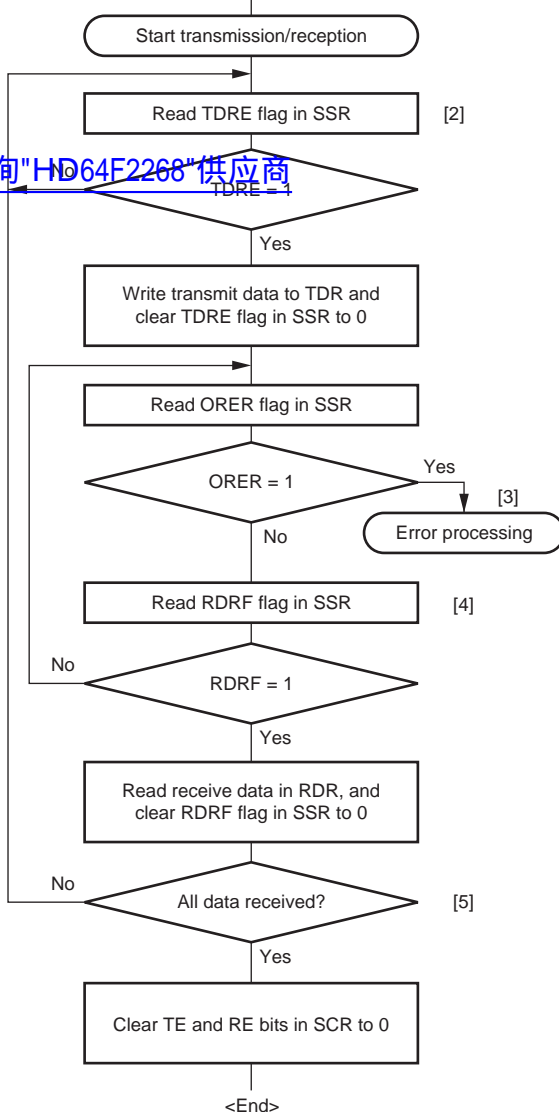 Start transmission/reception
Read TDRE flag in SSR
[2]
询"HD64F2268"供应商
No
TDRE = 1
Yes
Write transmit data to TDR and
clear TDRE flag in SSR to 0
Read ORER flag in SSR
ORER = 1
Yes
[3]
Error processing
No
Read RDRF flag in SSR
[4]
No
RDRF = 1
Yes
Read receive data in RDR, and
clear RDRF flag in SSR to 0
No
All data received?
[5]
Yes
Clear TE and RE bits in SCR to 0
<End>